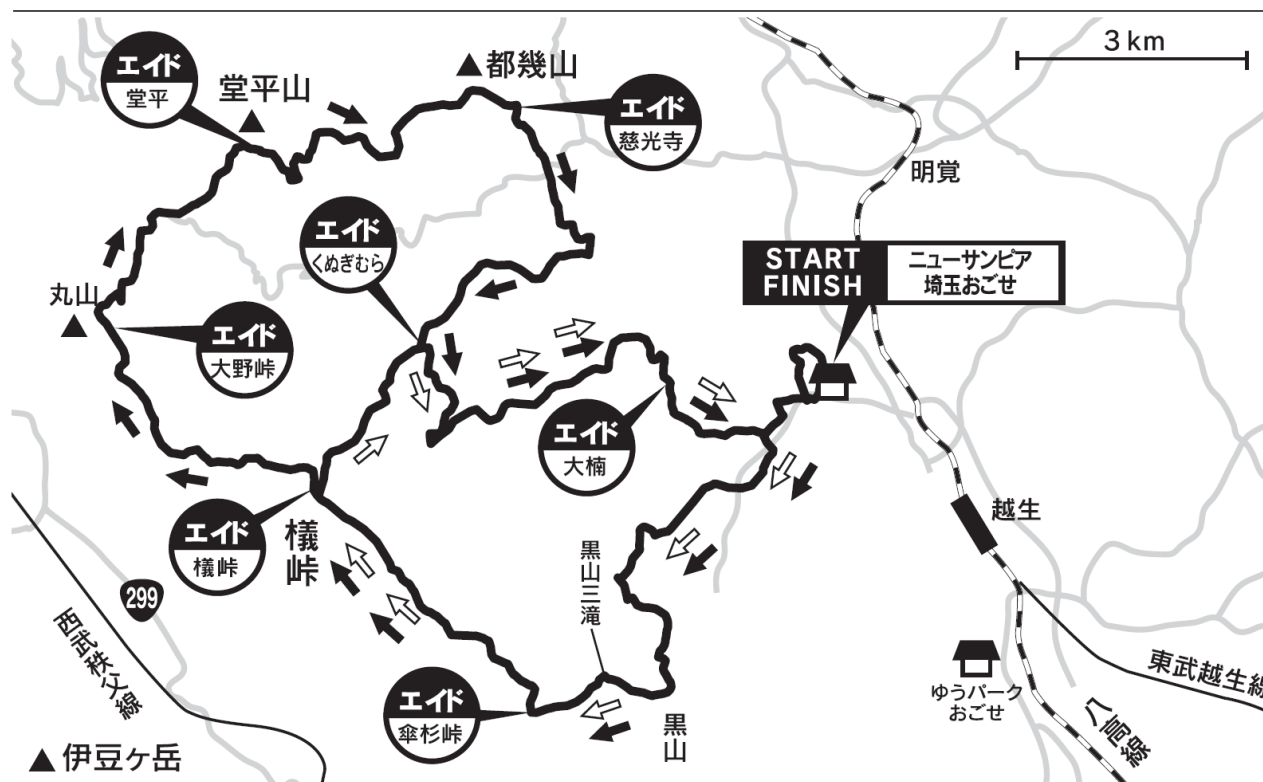 3 km
エイド
堂平
堂平山
都幾山
エイド
慈光寺
明覚
エイド
くぬぎむら
START
FINISH
ニューサンピア
埼玉おごせ
丸山
エイド
大野峠
エイド
大楠
越生
エイド
檥峠
檥峠
黒山三滝
299
西武秩父線
エイド
傘杉峠
黒山
ゆうパーク
おごせ
東武越生線
八高線
伊豆ヶ岳